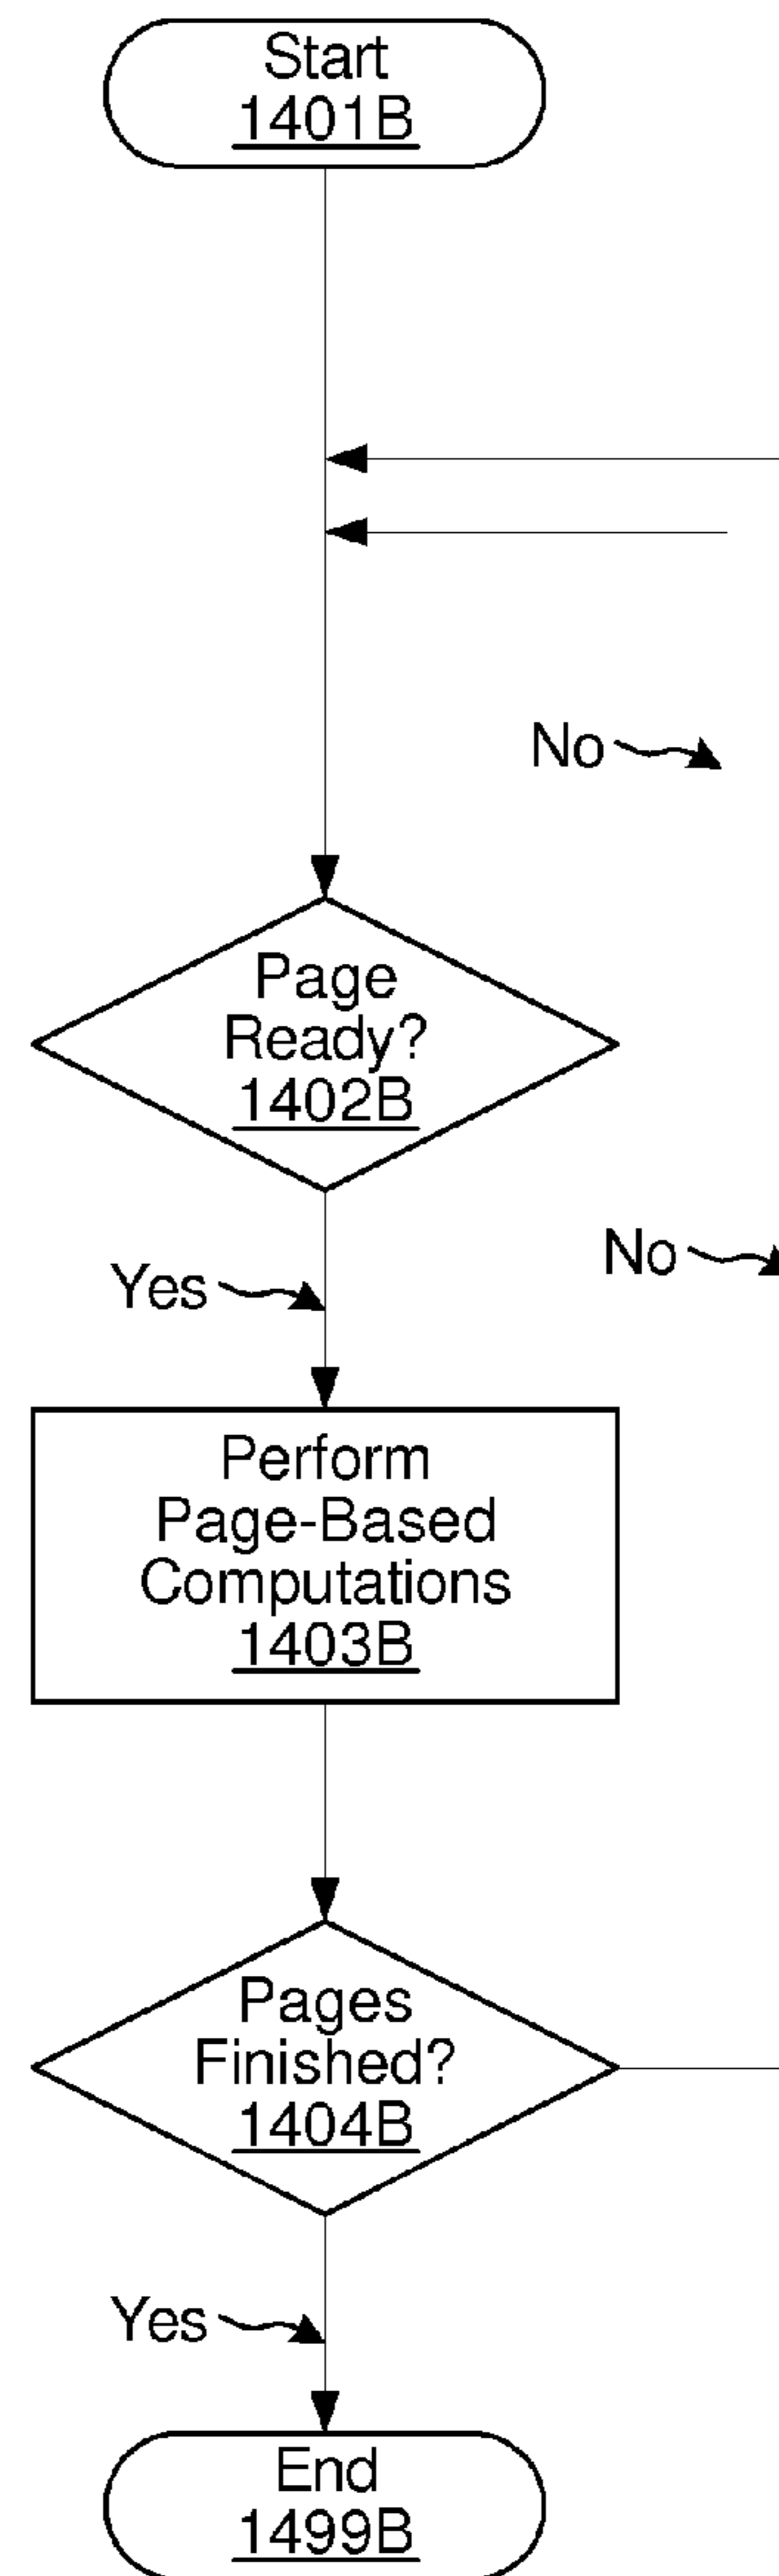 Start
1401B
No
Page
Ready?
1402B
No
Yes
Perform
Page-Based
Computations
1403B
Pages
Finished?
1404B
Yes
End
1499B